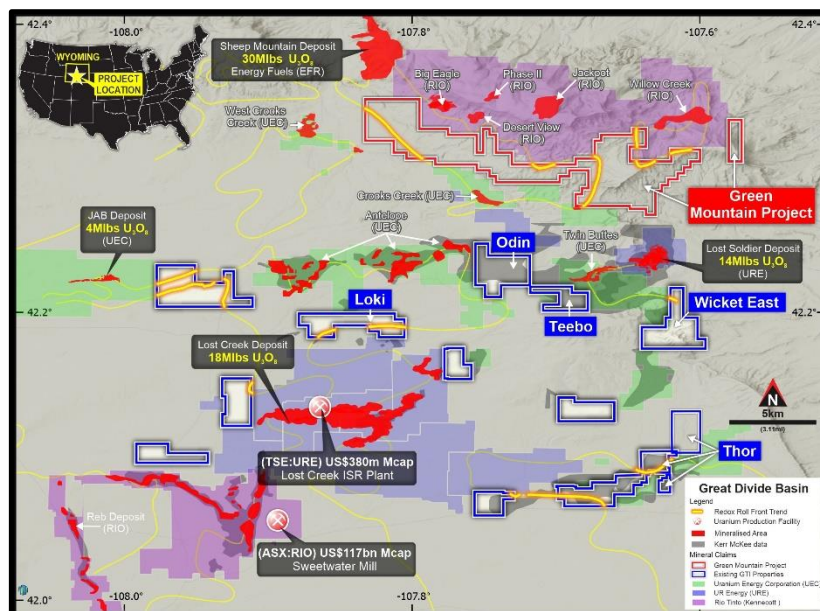 42.4°
-108.0°
-107.8°
-107.6°
42.4°
WYOMING
PROJECT
LOCATION
Sheep Mountain Deposit
30Mlbs U₃O₈
Energy Fuels (EFR)
Big Eagle
(RIO)
Phase II
(RIO)
Jackpot
(RIO)
Willow Creek
(RIO)
Desert View
RIO
West Crooks
Creek (UEC)
Crooks Creek (UEC)
Green
Mountain Project
JAB Deposit
4Mlbs U₃O₈
(UEC)
Antelope
(UEC)
Odin
Twin Buttes
(UEC)
Lost Soldier Deposit
14Mlbs U₃O₈
(URE)
42.2°
42.2°
Loki
Teebo
Wicket East
Lost Creek Deposit
18Mlbs U₃O₈
N
5km
(3.11mi)
(TSE:URE) US$380m Mcap
Lost Creek ISR Plant
Thor
Reb Deposit
(RIO)
(ASX:RIO) US$117bn Mcap
Sweetwater Mill
Great Divide Basin
Legend
Redox Roll Front Trend
Uranium Production Facility
Mineralised Area
Kerr McKee data
Mineral Claims
Green Mountain Project
Existing GTI Properties
Uranium Energy Corporation (UEC)
UR Energy (URE)
Rio Tinto (Kennecott )
42.0°
-108.0°
-107.8°